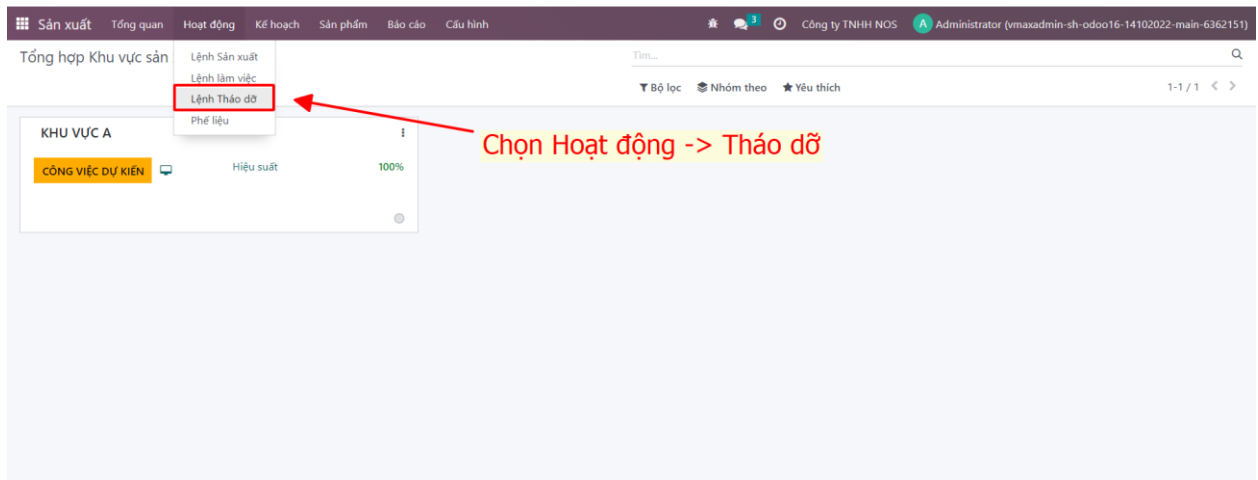 Sản xuất Tổng quan Hoạt động Kế hoạch Sản phẩm Báo cáo Cấu hình 3 Công ty TNHH NOS A Administrator (vmaxadmin-sh-odoo16-14102022-main-6362151)
Tổng hợp Khu vực sản
Tìm...
Lệnh Sản xuất
Lệnh làm việc
Lệnh Tháo dỡ
Phế liệu
Bộ lọc Nhóm theo Yêu thích 1-1 / 1
KHU VỰC A
Chọn Hoạt động -> Tháo dỡ
CÔNG VIỆC DỰ KIẾN Hiệu suất 100%